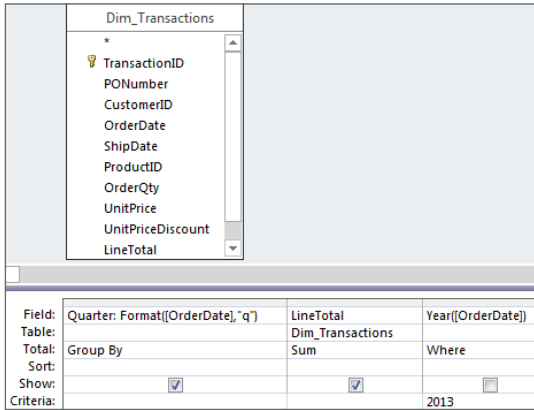 Dim_Transactions
*
TransactionID
PONumber
CustomerID
OrderDate
ShipDate
ProductID
OrderQty
UnitPrice
UnitPriceDiscount
LineTotal
Field: Quarter: Format([OrderDate],"q") LineTotal Year([OrderDate])
Table: Dim_Transactions
Total: Group By Sum Where
Sort:
Show:
Criteria: 2013